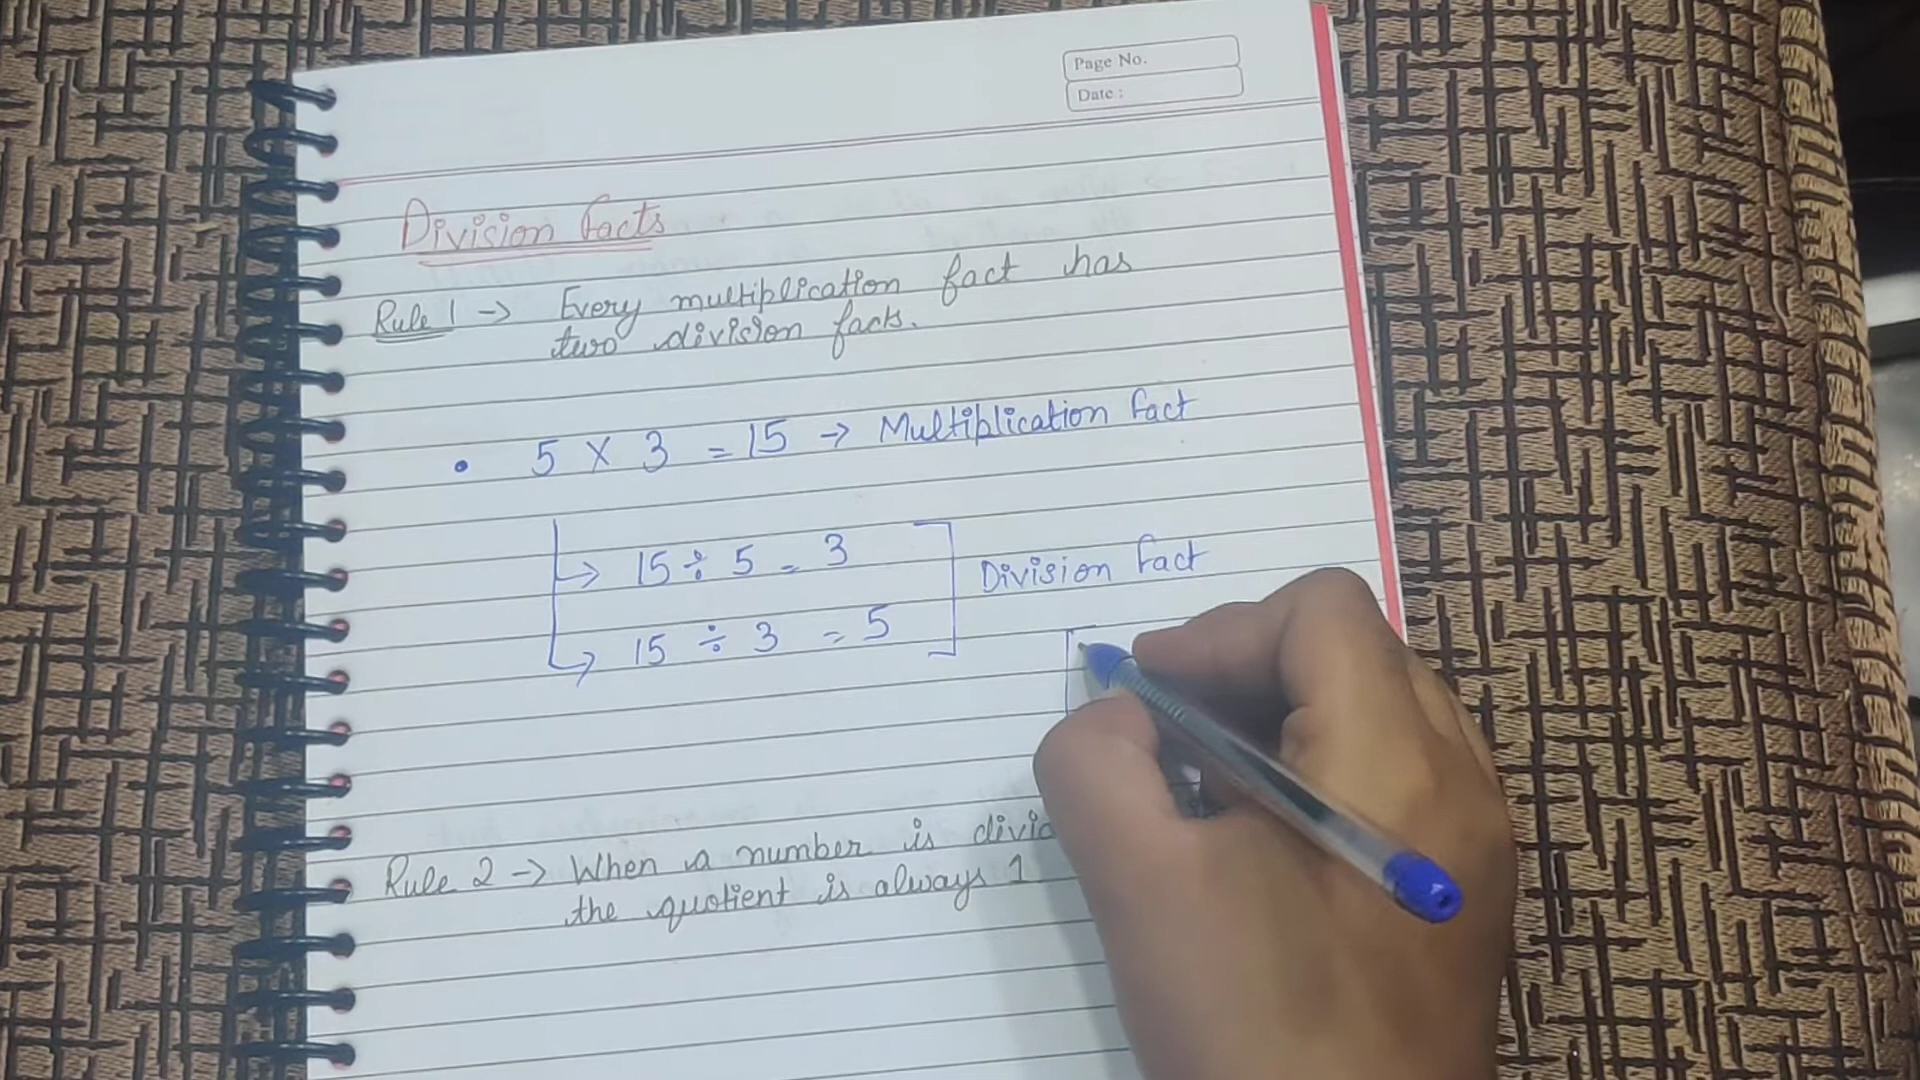 Page No.
Date :
Division Facts
Rule 1 -> Every multiplication fact has
two division facts.
• 5 X 3 = 15 -> Multiplication Fact
-> 15 ÷ 5 = 3
Division Fact
-> 15 ÷ 3 = 5
Rule 2 -> When a number is
the quotient is always 1